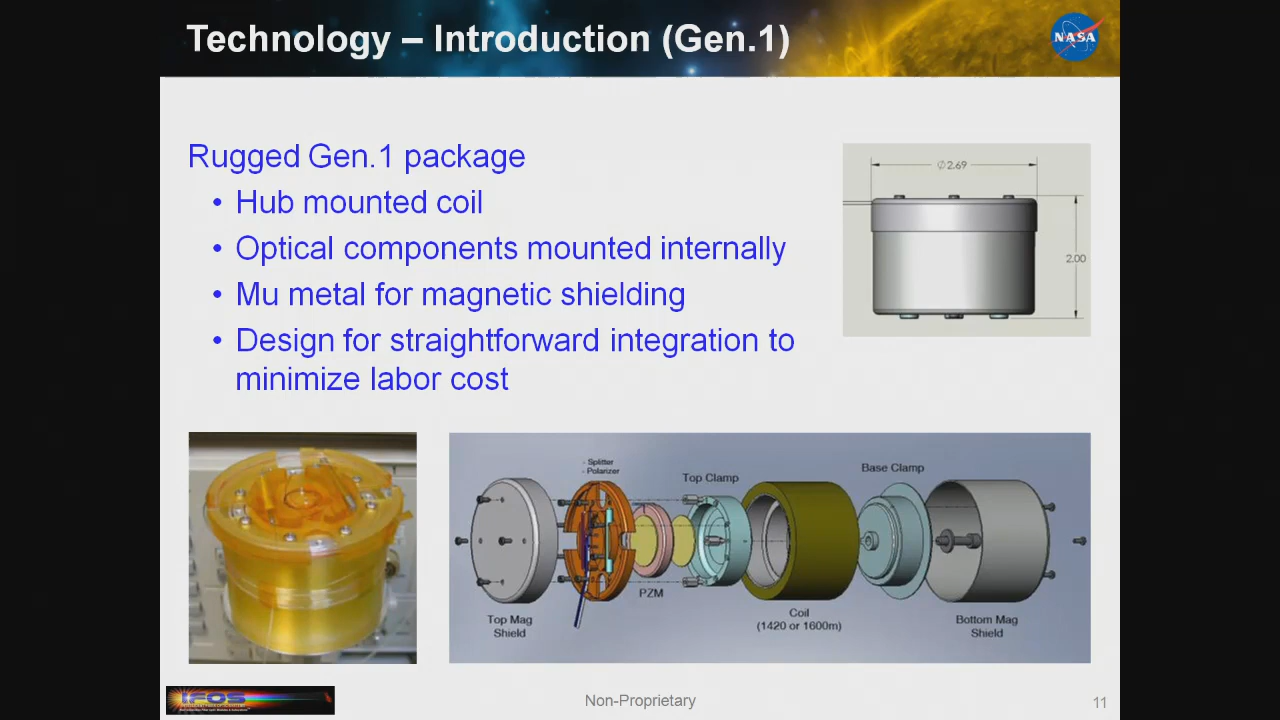 Technology – Introduction (Gen.1)
NASA
Rugged Gen.1 package
• Hub mounted coil
• Optical components mounted internally
• Mu metal for magnetic shielding
• Design for straightforward integration to
minimize labor cost
∅2.69
2.00
- Splitter
- Polarizer
Top Clamp
Base Clamp
PZM
Top Mag
Shield
Coil
(1420 or 1600m)
Bottom Mag
Shield
IFOS
Non-Proprietary
11